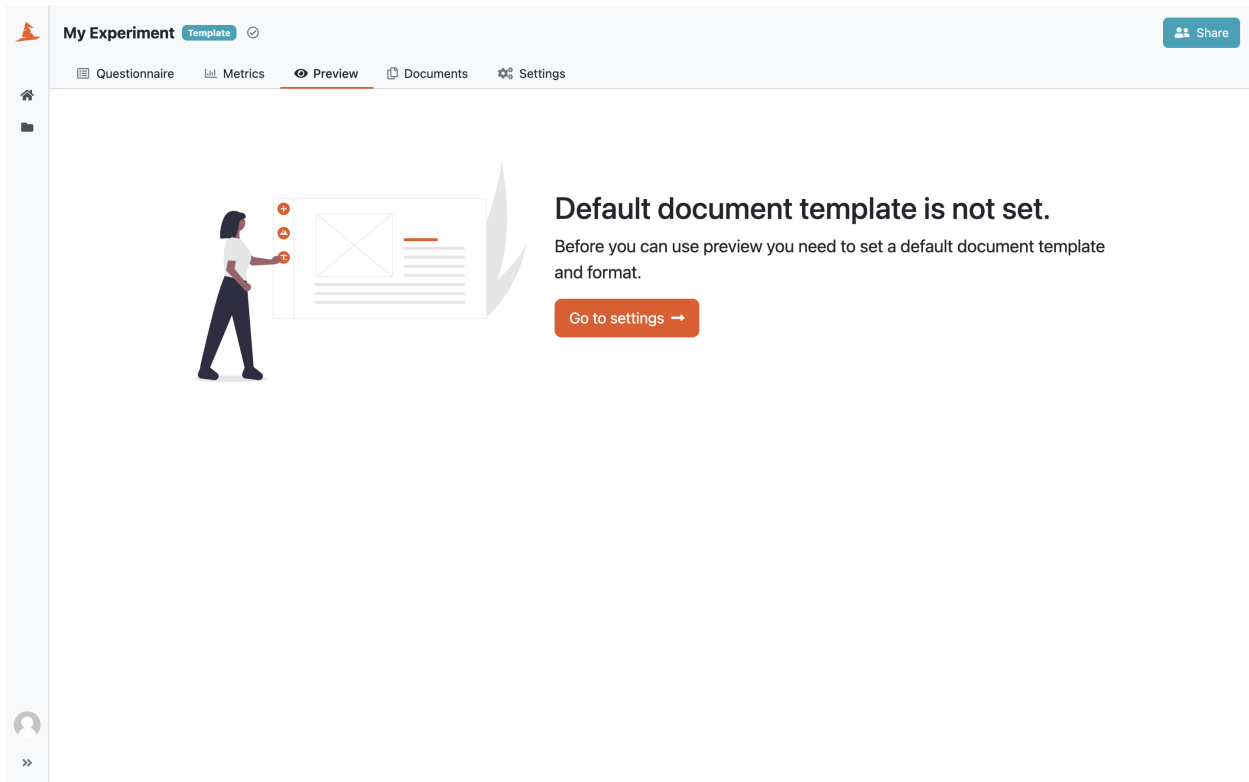 My Experiment Template
Share
Questionnaire Metrics Preview Documents Settings
Default document template is not set.
Before you can use preview you need to set a default document template
and format.
Go to settings →